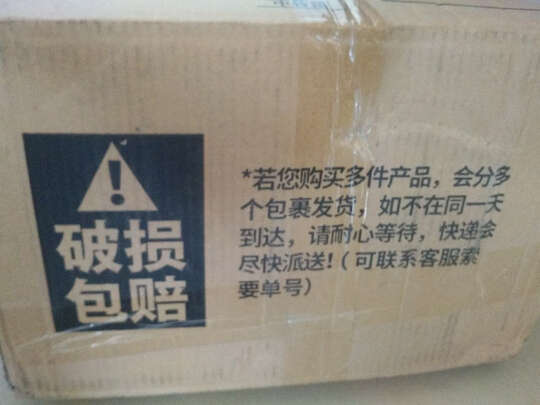 破损
包赔
*若您购买多件产品，会分多
个包裹发货，如不在同一天
到达，请耐心等待，快递会
尽快派送！(可联系客服索
要单号)